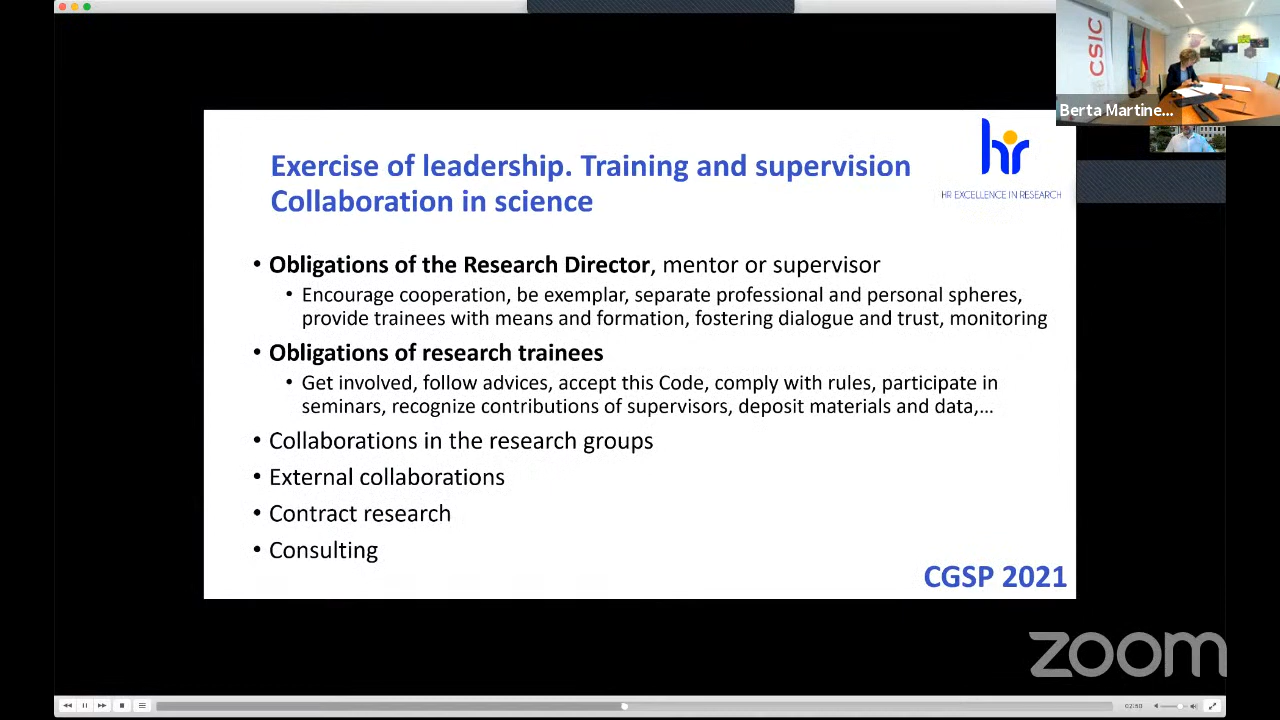 CSIC
Berta Martine...
hr
HR EXCELLENCE IN RESEARCH
Exercise of leadership. Training and supervision
Collaboration in science
• Obligations of the Research Director, mentor or supervisor
• Encourage cooperation, be exemplar, separate professional and personal spheres,
provide trainees with means and formation, fostering dialogue and trust, monitoring
• Obligations of research trainees
• Get involved, follow advices, accept this Code, comply with rules, participate in
seminars, recognize contributions of supervisors, deposit materials and data,...
• Collaborations in the research groups
• External collaborations
• Contract research
• Consulting
CGSP 2021
zoom